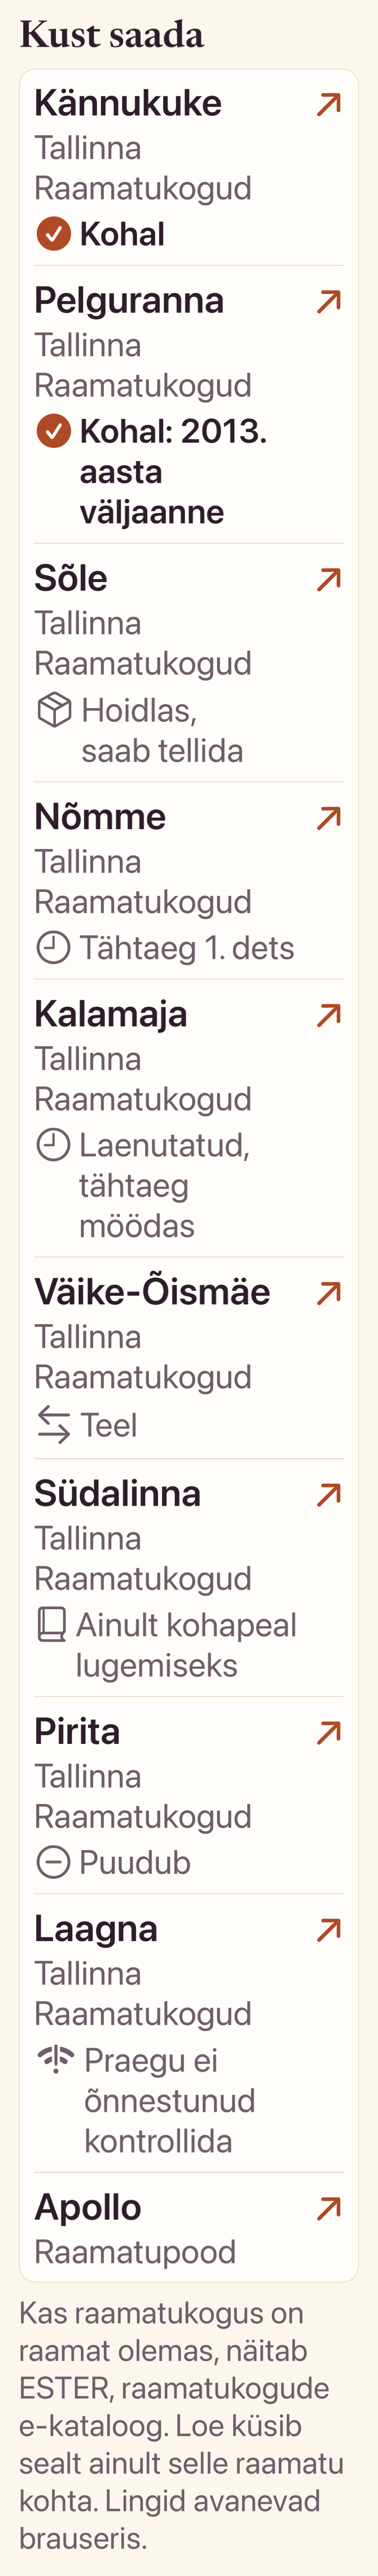 Kust saada
Kännukuke
Tallinna
Raamatukogud
Kohal
Pelguranna
Tallinna
Raamatukogud
Kohal: 2013.
aasta
väljaanne
Sõle
Tallinna
Raamatukogud
Hoidlas,
saab tellida
Nõmme
Tallinna
Raamatukogud
Tähtaeg 1. dets
Kalamaja
Tallinna
Raamatukogud
Laenutatud,
tähtaeg
möödas
Väike-Õismäe
Tallinna
Raamatukogud
Teel
Südalinna
Tallinna
Raamatukogud
Ainult kohapeal
lugemiseks
Pirita
Tallinna
Raamatukogud
Puudub
Laagna
Tallinna
Raamatukogud
Praegu ei
õnnestunud
kontrollida
Apollo
Raamatupood
Kas raamatukogus on
raamat olemas, näitab
ESTER, raamatukogude
e-kataloog. Loe küsib
sealt ainult selle raamatu
kohta. Lingid avanevad
brauseris.